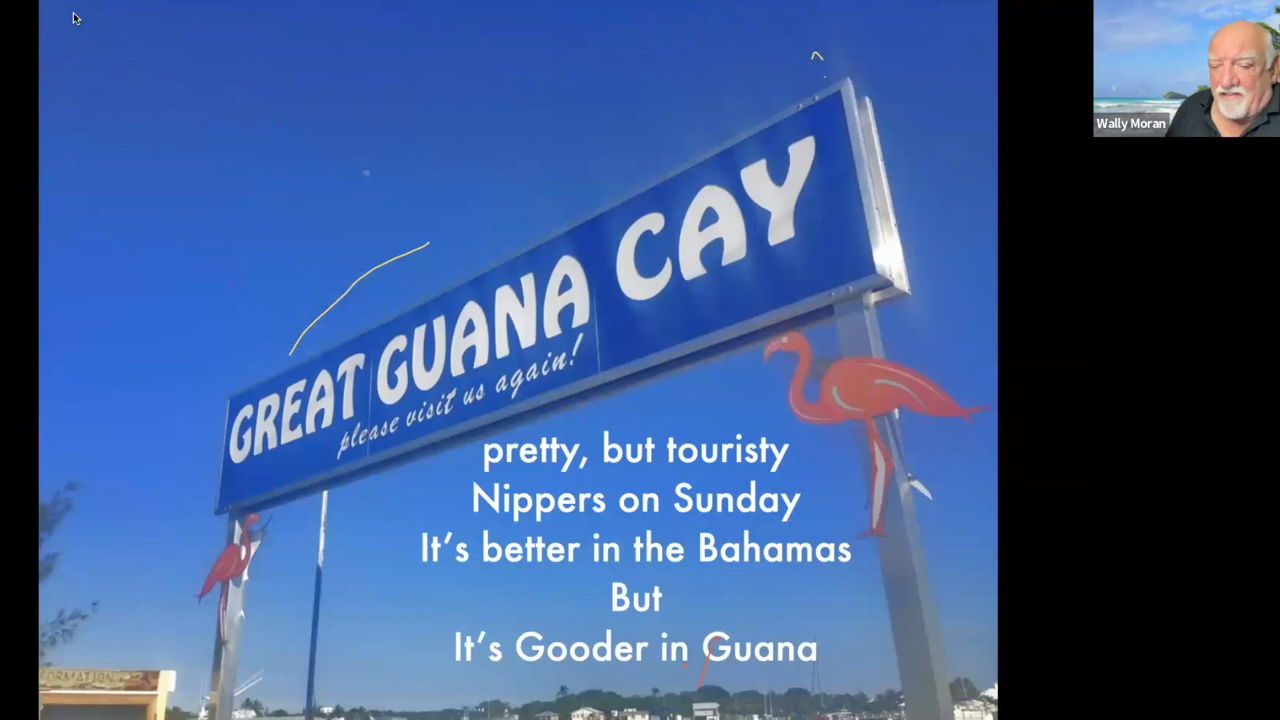 GREAT GUANA CAY
please visit us again!
pretty, but touristy
Nippers on Sunday
It's better in the Bahamas
But
It's Gooder in Guana
ORMATION
Wally Moran